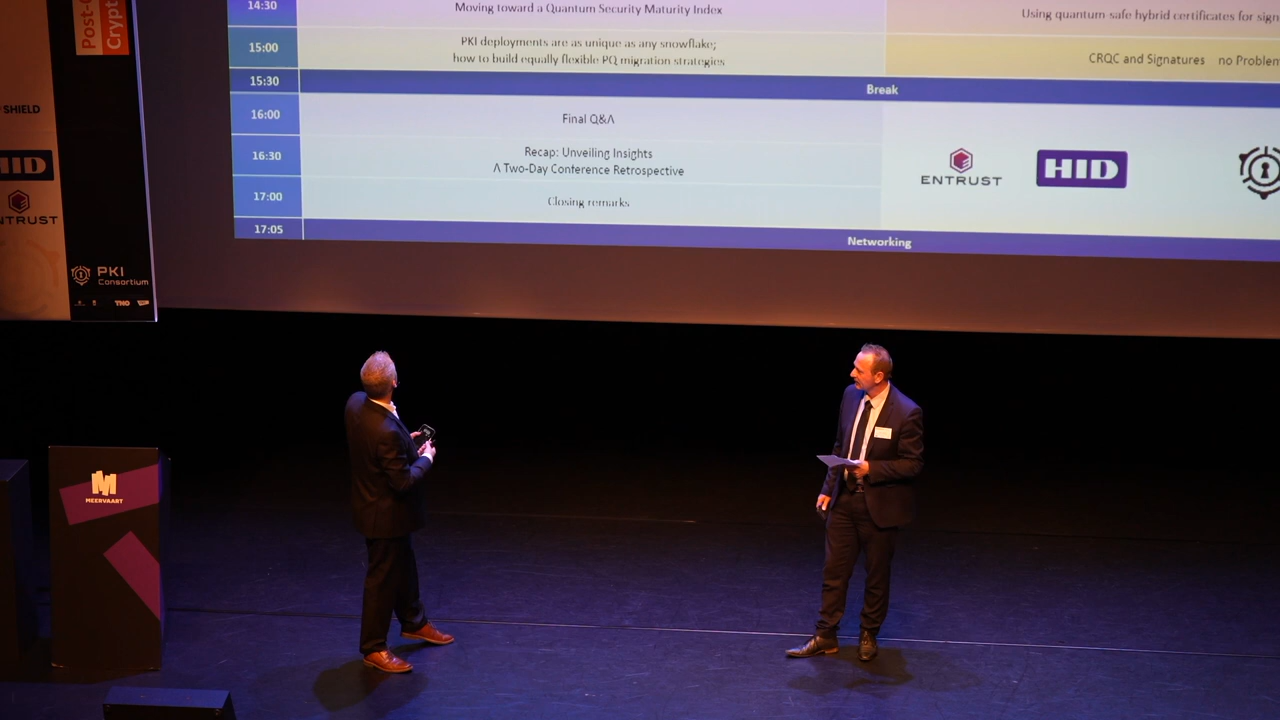 Post-Q
Crypt
SHIELD
HID
ENTRUST
PKI
Consortium
TNO
14:30
Moving toward a Quantum Security Maturity Index
Using quantum-safe hybrid certificates for sign
15:00
PKI deployments are as unique as any snowflake;
how to build equally flexible PQ migration strategies
CRQC and Signatures no Problem
15:30
Break
16:00
Final Q&A
16:30
Recap: Unveiling Insights
A Two-Day Conference Retrospective
17:00
Closing remarks
ENTRUST
HID
17:05
Networking
MEERVAART